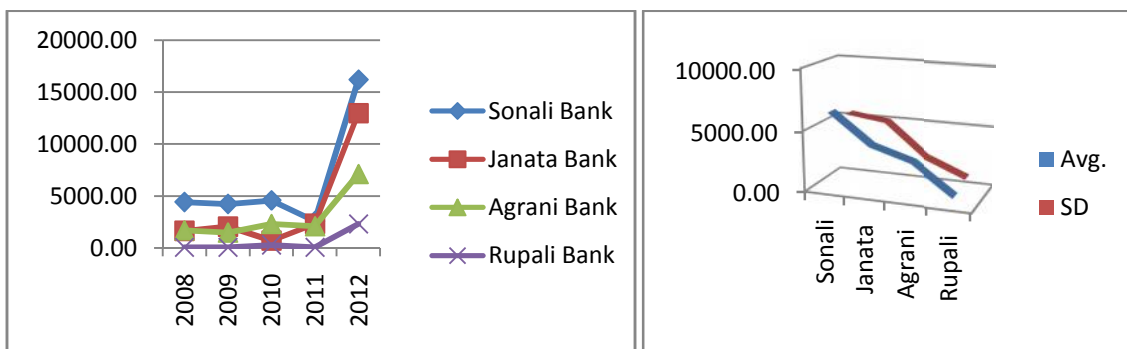 20000.00
15000.00
10000.00
5000.00
0.00
2008
2009
2010
2011
2012
Sonali Bank
Janata Bank
Agrani Bank
Rupali Bank
10000.00
5000.00
0.00
Sonali
Janata
Agrani
Rupali
Avg.
SD